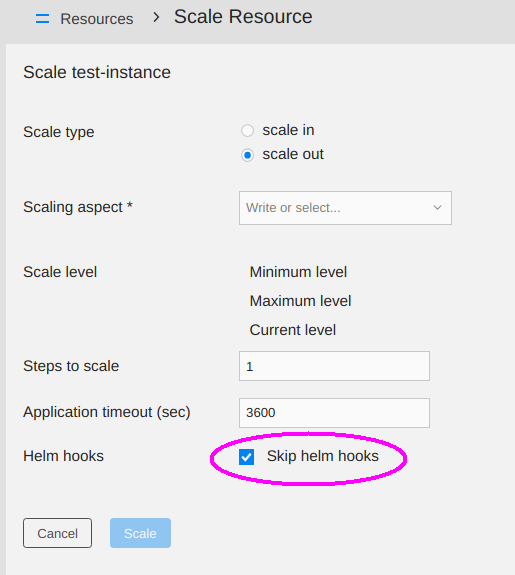 Resources > Scale Resource
Scale test-instance
Scale type
scale in
scale out
Scaling aspect *
Write or select...
Scale level
Minimum level
Maximum level
Current level
Steps to scale
1
Application timeout (sec)
3600
Helm hooks
Skip helm hooks
Cancel
Scale